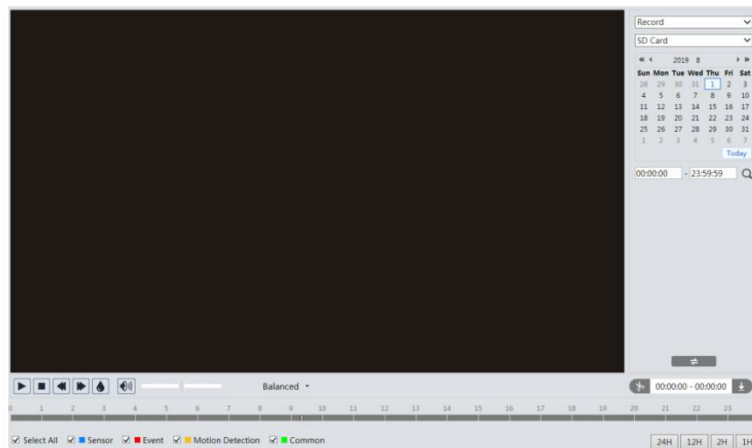 Record
SD Card
2019 8
Sun Mon Tue Wed Thu Fri Sat
28 29 30 31 1 2 3
4 5 6 7 8 9 10
11 12 13 14 15 16 17
18 19 20 21 22 23 24
25 26 27 28 29 30 31
1 2 3 4 5 6 7
Today
00:00:00 - 23:59:59
Balanced
00:00:00 - 00:00:00
0 1 2 3 4 5 6 7 8 9 10 11 12 13 14 15 16 17 18 19 20 21 22 23
Select All Sensor Event Motion Detection Common
24H 12H 2H 1H